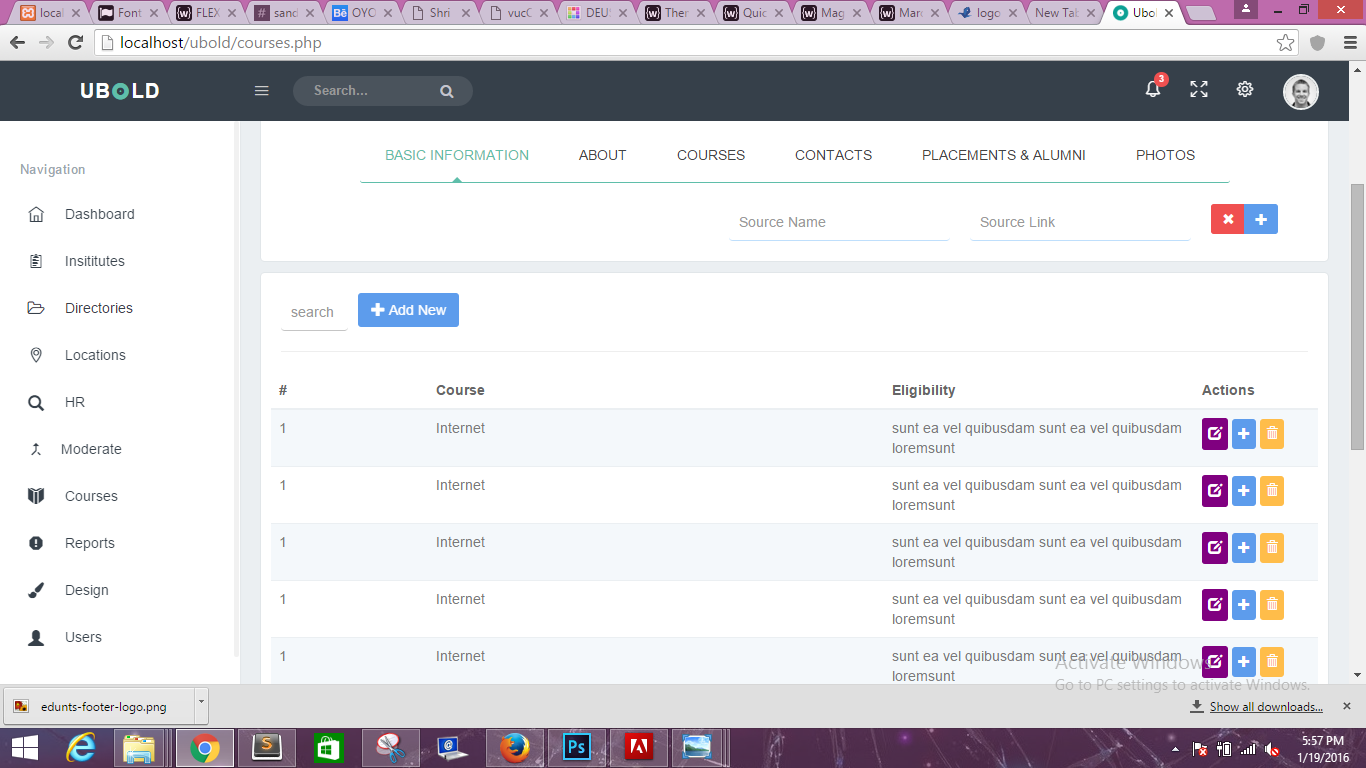 loca
Font
FLEX
sand
Bē OYO
Shri
vucC
DEUS
Ther
Quic
Mag
Mar
logo
New Tab
Ubol
localhost/ubold/courses.php
UBOLD
Search...
3
Navigation
Dashboard
Insititutes
Directories
Locations
HR
Moderate
Courses
Reports
Design
Users
BASIC INFORMATION ABOUT COURSES CONTACTS PLACEMENTS & ALUMNI PHOTOS
Source Name Source Link
search Add New
# Course Eligibility Actions
1 Internet sunt ea vel quibusdam sunt ea vel quibusdam
loremsunt
1 Internet sunt ea vel quibusdam sunt ea vel quibusdam
loremsunt
1 Internet sunt ea vel quibusdam sunt ea vel quibusdam
loremsunt
1 Internet sunt ea vel quibusdam sunt ea vel quibusdam
loremsunt
1 Internet sunt ea vel quibusdam sunt ea vel quibusdam
loremsunt
Activate Windows
Go to PC settings to activate Windows.
edunts-footer-logo.png
Show all downloads...
Ps
5:57 PM
1/19/2016